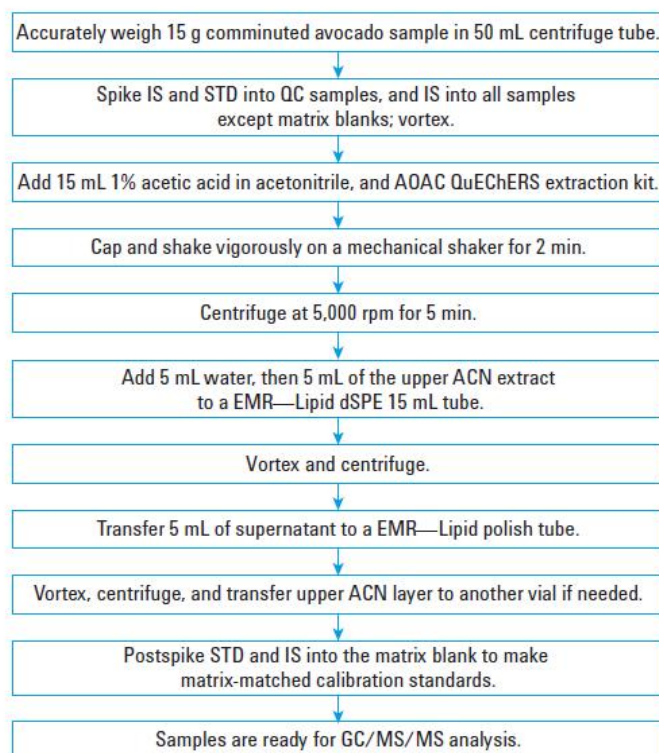 Accurately weigh 15 g comminuted avocado sample in 50 mL centrifuge tube.
Spike IS and STD into QC samples, and IS into all samples
except matrix blanks; vortex.
Add 15 mL 1% acetic acid in acetonitrile, and AOAC QuEChERS extraction kit.
Cap and shake vigorously on a mechanical shaker for 2 min.
Centrifuge at 5,000 rpm for 5 min.
Add 5 mL water, then 5 mL of the upper ACN extract
to a EMR—Lipid dSPE 15 mL tube.
Vortex and centrifuge.
Transfer 5 mL of supernatant to a EMR—Lipid polish tube.
Vortex, centrifuge, and transfer upper ACN layer to another vial if needed.
Postspike STD and IS into the matrix blank to make
matrix-matched calibration standards.
Samples are ready for GC/MS/MS analysis.